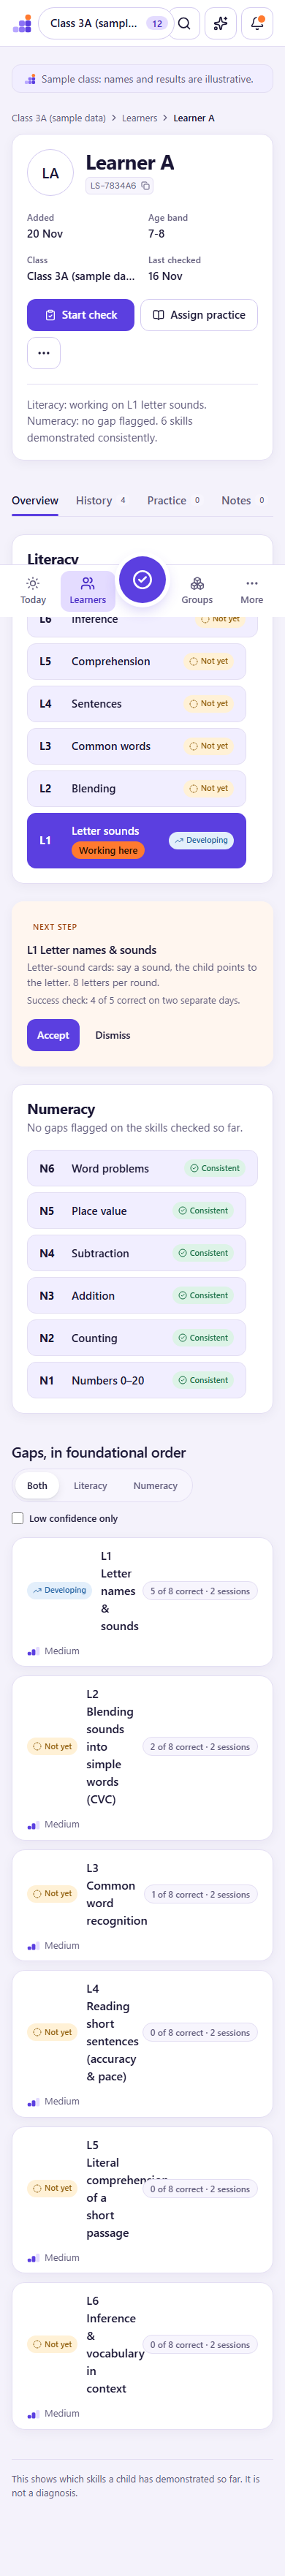 Class 3A (sampl... 12
Sample class: names and results are illustrative.
Class 3A (sample data) > Learners > Learner A
LA
Learner A
LS-7834A6
Added
20 Nov
Age band
7-8
Class
Class 3A (sample da...
Last checked
16 Nov
Start check
Assign practice
Literacy: working on L1 letter sounds.
Numeracy: no gap flagged. 6 skills
demonstrated consistently.
Overview History 4 Practice 0 Notes 0
Literacy
Today Learners Groups More
L6 Inference Not yet
L5 Comprehension Not yet
L4 Sentences Not yet
L3 Common words Not yet
L2 Blending Not yet
L1 Letter sounds Developing
Working here
NEXT STEP
L1 Letter names & sounds
Letter-sound cards: say a sound, the child points to
the letter. 8 letters per round.
Success check: 4 of 5 correct on two separate days.
Accept Dismiss
Numeracy
No gaps flagged on the skills checked so far.
N6 Word problems Consistent
N5 Place value Consistent
N4 Subtraction Consistent
N3 Addition Consistent
N2 Counting Consistent
N1 Numbers 0–20 Consistent
Gaps, in foundational order
Both Literacy Numeracy
Low confidence only
Developing
L1
Letter
names
&
sounds
5 of 8 correct · 2 sessions
Medium
Not yet
L2
Blending
sounds
into
simple
words
(CVC)
2 of 8 correct · 2 sessions
Medium
Not yet
L3
Common
word
recognition
1 of 8 correct · 2 sessions
Medium
Not yet
L4
Reading
short
sentences
(accuracy
& pace)
0 of 8 correct · 2 sessions
Medium
Not yet
L5
Literal
comprehension
of a
short
passage
0 of 8 correct · 2 sessions
Medium
Not yet
L6
Inference
&
vocabulary
in
context
0 of 8 correct · 2 sessions
Medium
This shows which skills a child has demonstrated so far. It is
not a diagnosis.